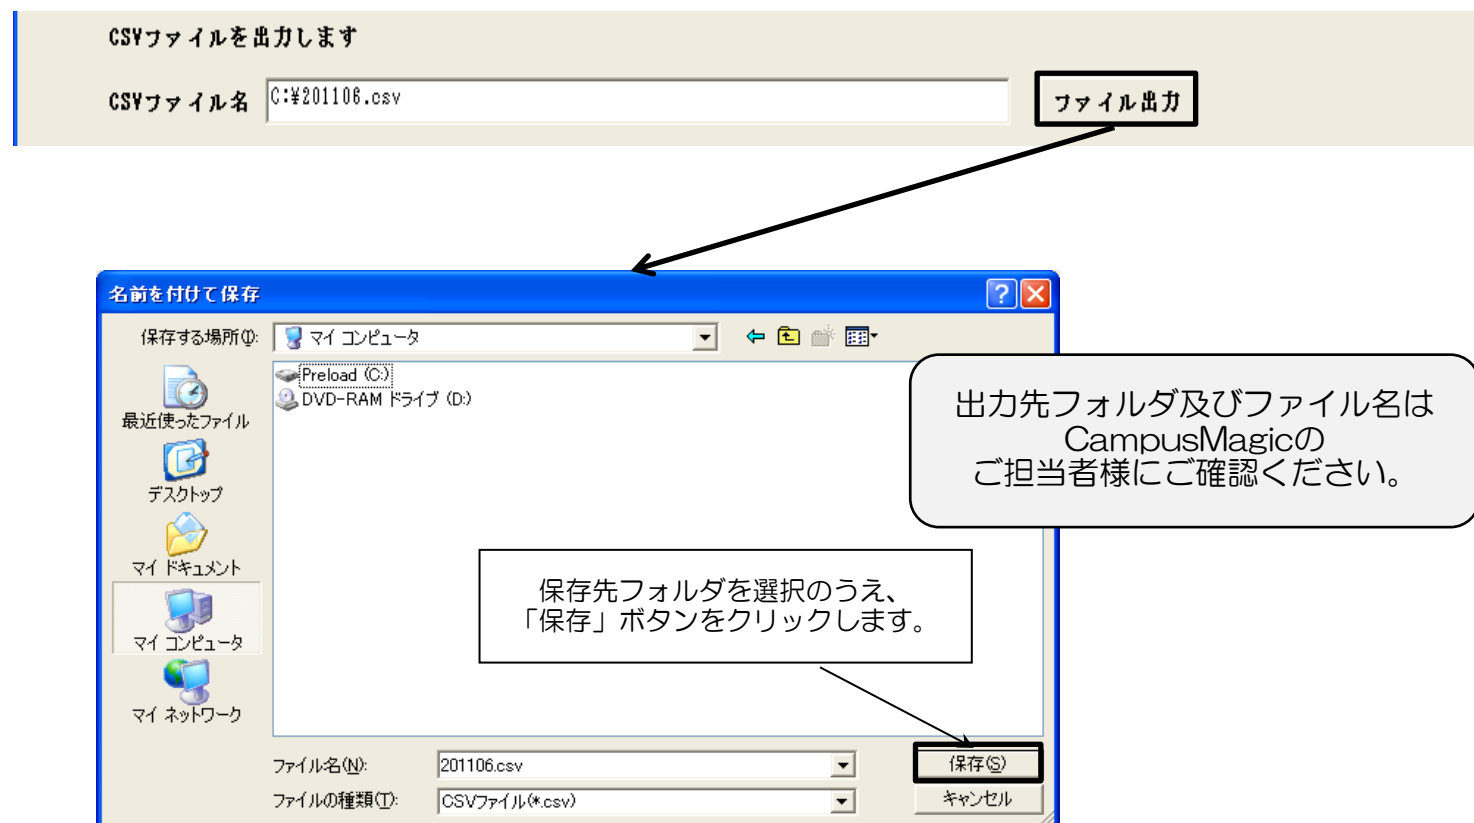 CSVファイルを出力します
CSVファイル名
C:¥201106.csv
ファイル出力
名前を付けて保存
保存する場所(I):
マイ コンピュータ
Preload (C:)
DVD-RAM ドライブ (D:)
最近使ったファイル
デスクトップ
マイ ドキュメント
マイ コンピュータ
マイ ネットワーク
出力先フォルダ及びファイル名は
CampusMagicの
ご担当者様にご確認ください。
保存先フォルダを選択のうえ、
「保存」ボタンをクリックします。
ファイル名(N):
201106.csv
保存(S)
ファイルの種類(T):
CSVファイル(*.csv)
キャンセル